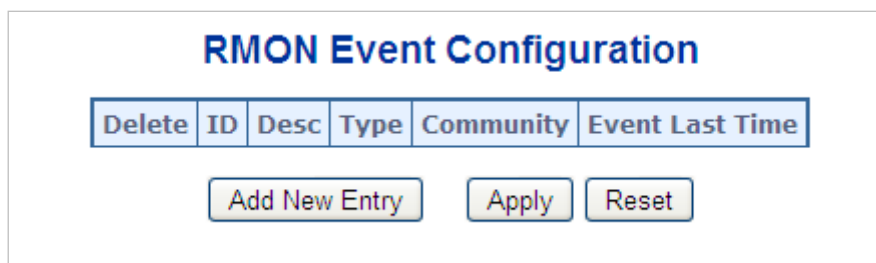 RMON Event Configuration
Delete ID Desc Type Community Event Last Time
Add New Entry Apply Reset